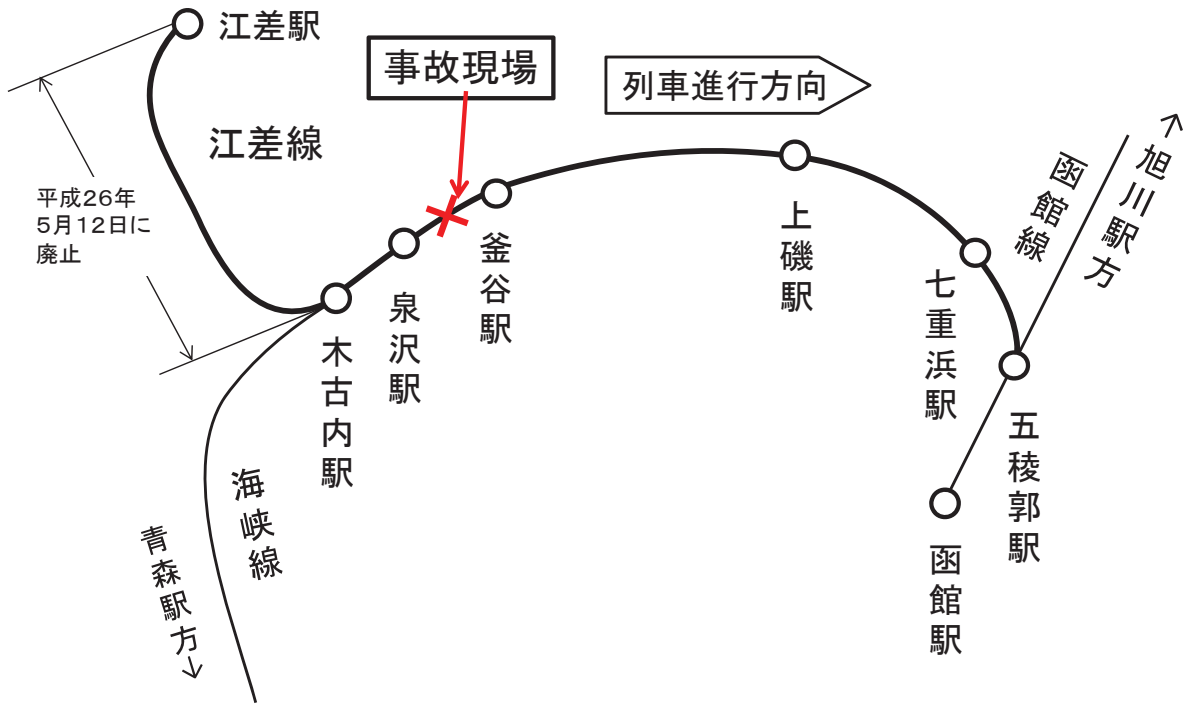 江差駅
事故現場
列車進行方向
江差線
平成26年
5月12日に
廃止
釜谷駅
泉沢駅
木古内駅
上磯駅
七重浜駅
五稜郭駅
函館駅
函館線
↑旭川駅方
海峡線
青森駅方↓